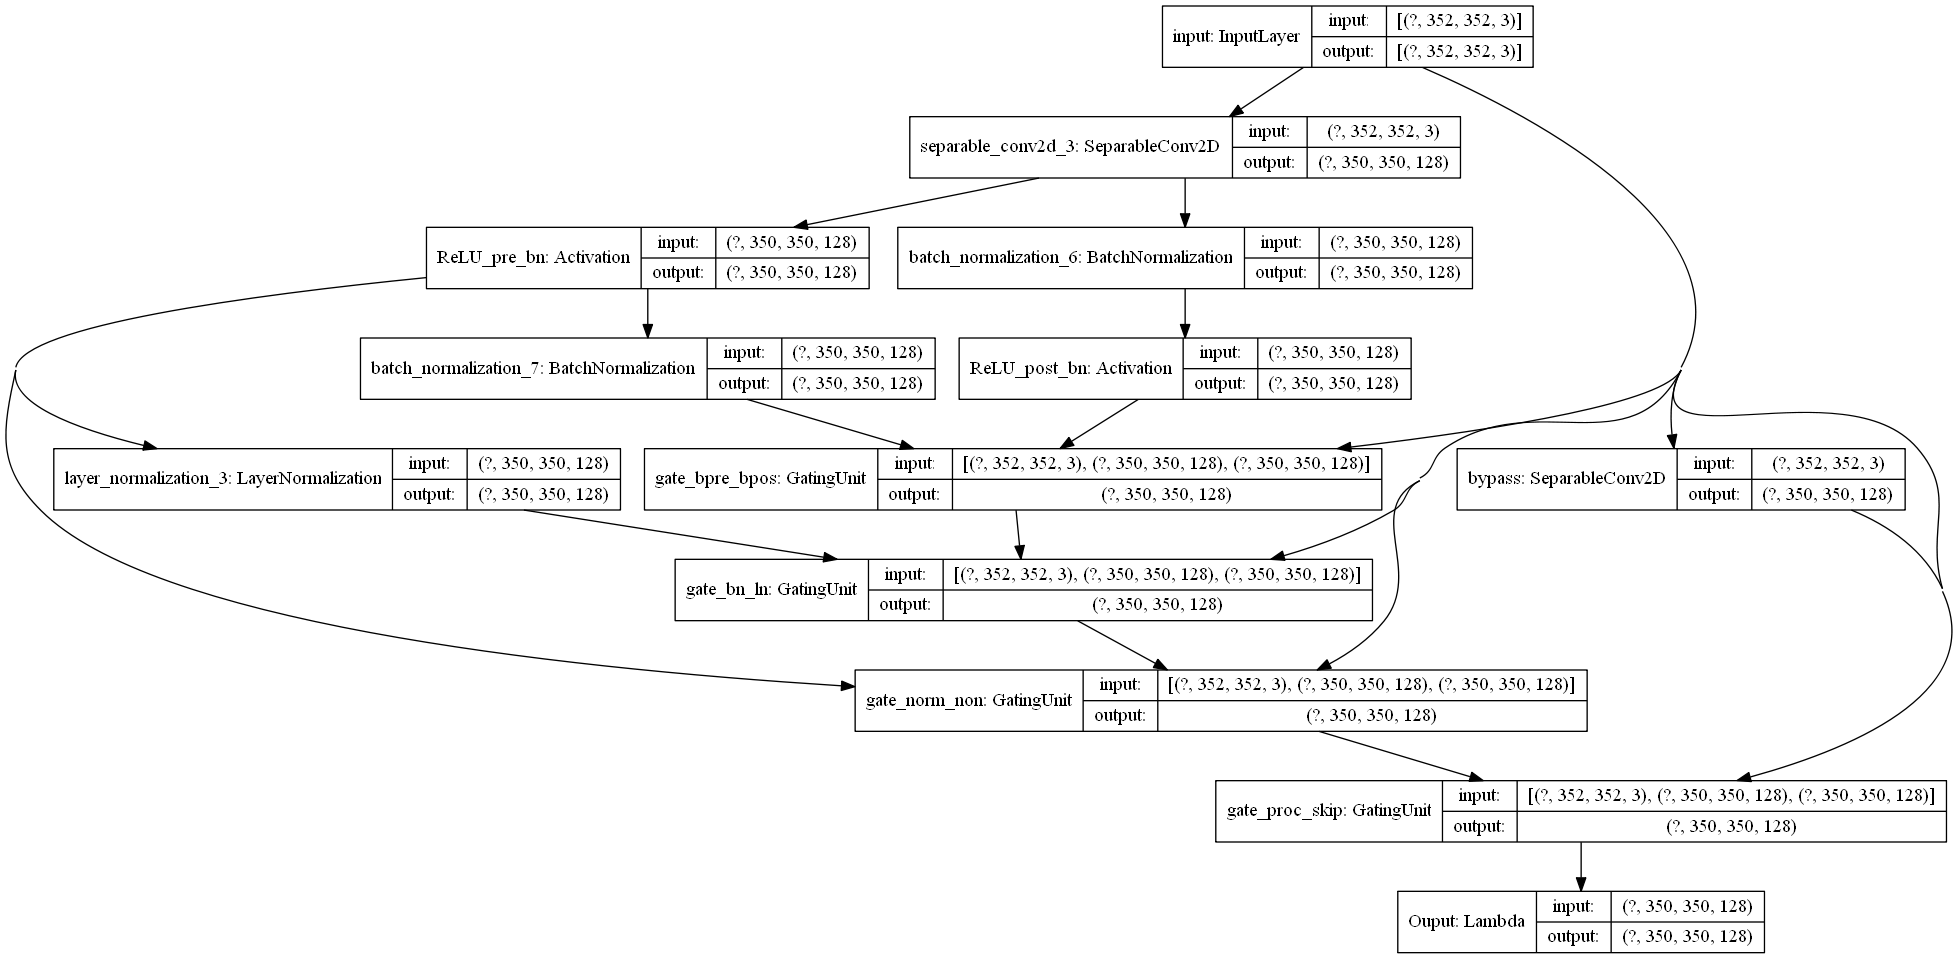 input: InputLayer
input:
[(?, 352, 352, 3)]
output:
[(?, 352, 352, 3)]
separable_conv2d_3: SeparableConv2D
input:
(?, 352, 352, 3)
output:
(?, 350, 350, 128)
ReLU_pre_bn: Activation
input:
(?, 350, 350, 128)
output:
(?, 350, 350, 128)
batch_normalization_6: BatchNormalization
input:
(?, 350, 350, 128)
output:
(?, 350, 350, 128)
batch_normalization_7: BatchNormalization
input:
(?, 350, 350, 128)
output:
(?, 350, 350, 128)
ReLU_post_bn: Activation
input:
(?, 350, 350, 128)
output:
(?, 350, 350, 128)
layer_normalization_3: LayerNormalization
input:
(?, 350, 350, 128)
output:
(?, 350, 350, 128)
gate_bpre_bpos: GatingUnit
input:
[(?, 352, 352, 3), (?, 350, 350, 128), (?, 350, 350, 128)]
output:
(?, 350, 350, 128)
bypass: SeparableConv2D
input:
(?, 352, 352, 3)
output:
(?, 350, 350, 128)
gate_bn_ln: GatingUnit
input:
[(?, 352, 352, 3), (?, 350, 350, 128), (?, 350, 350, 128)]
output:
(?, 350, 350, 128)
gate_norm_non: GatingUnit
input:
[(?, 352, 352, 3), (?, 350, 350, 128), (?, 350, 350, 128)]
output:
(?, 350, 350, 128)
gate_proc_skip: GatingUnit
input:
[(?, 352, 352, 3), (?, 350, 350, 128), (?, 350, 350, 128)]
output:
(?, 350, 350, 128)
Ouput: Lambda
input:
(?, 350, 350, 128)
output:
(?, 350, 350, 128)